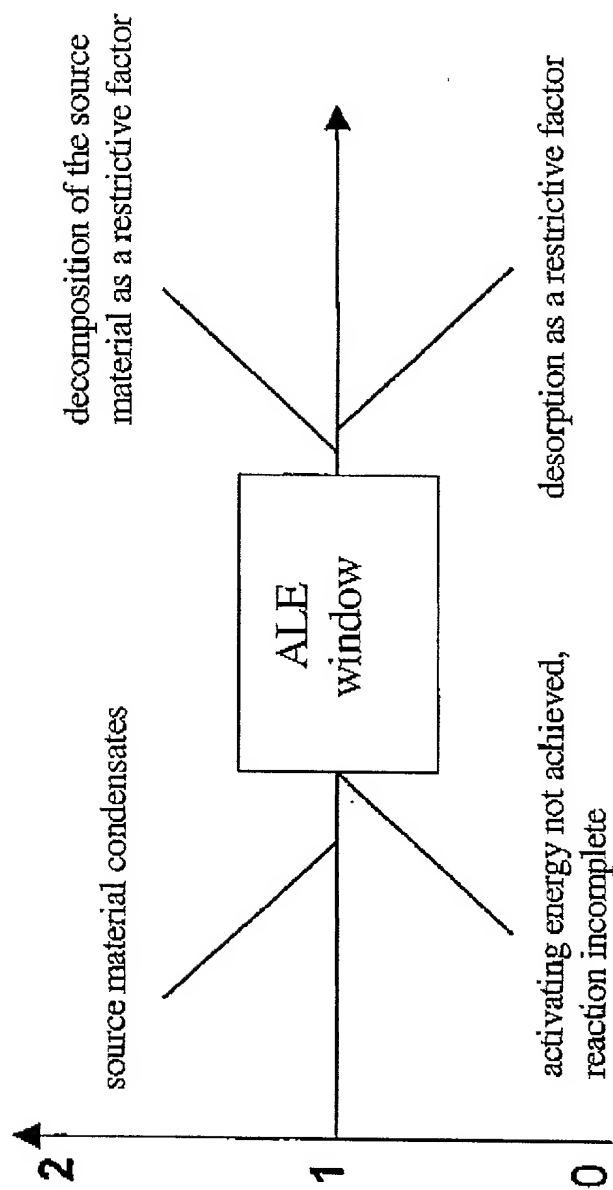 2
1
0
source material condensates
decomposition of the source
material as a restrictive factor
ALE
window
activating energy not achieved,
reaction incomplete
desorption as a restrictive factor